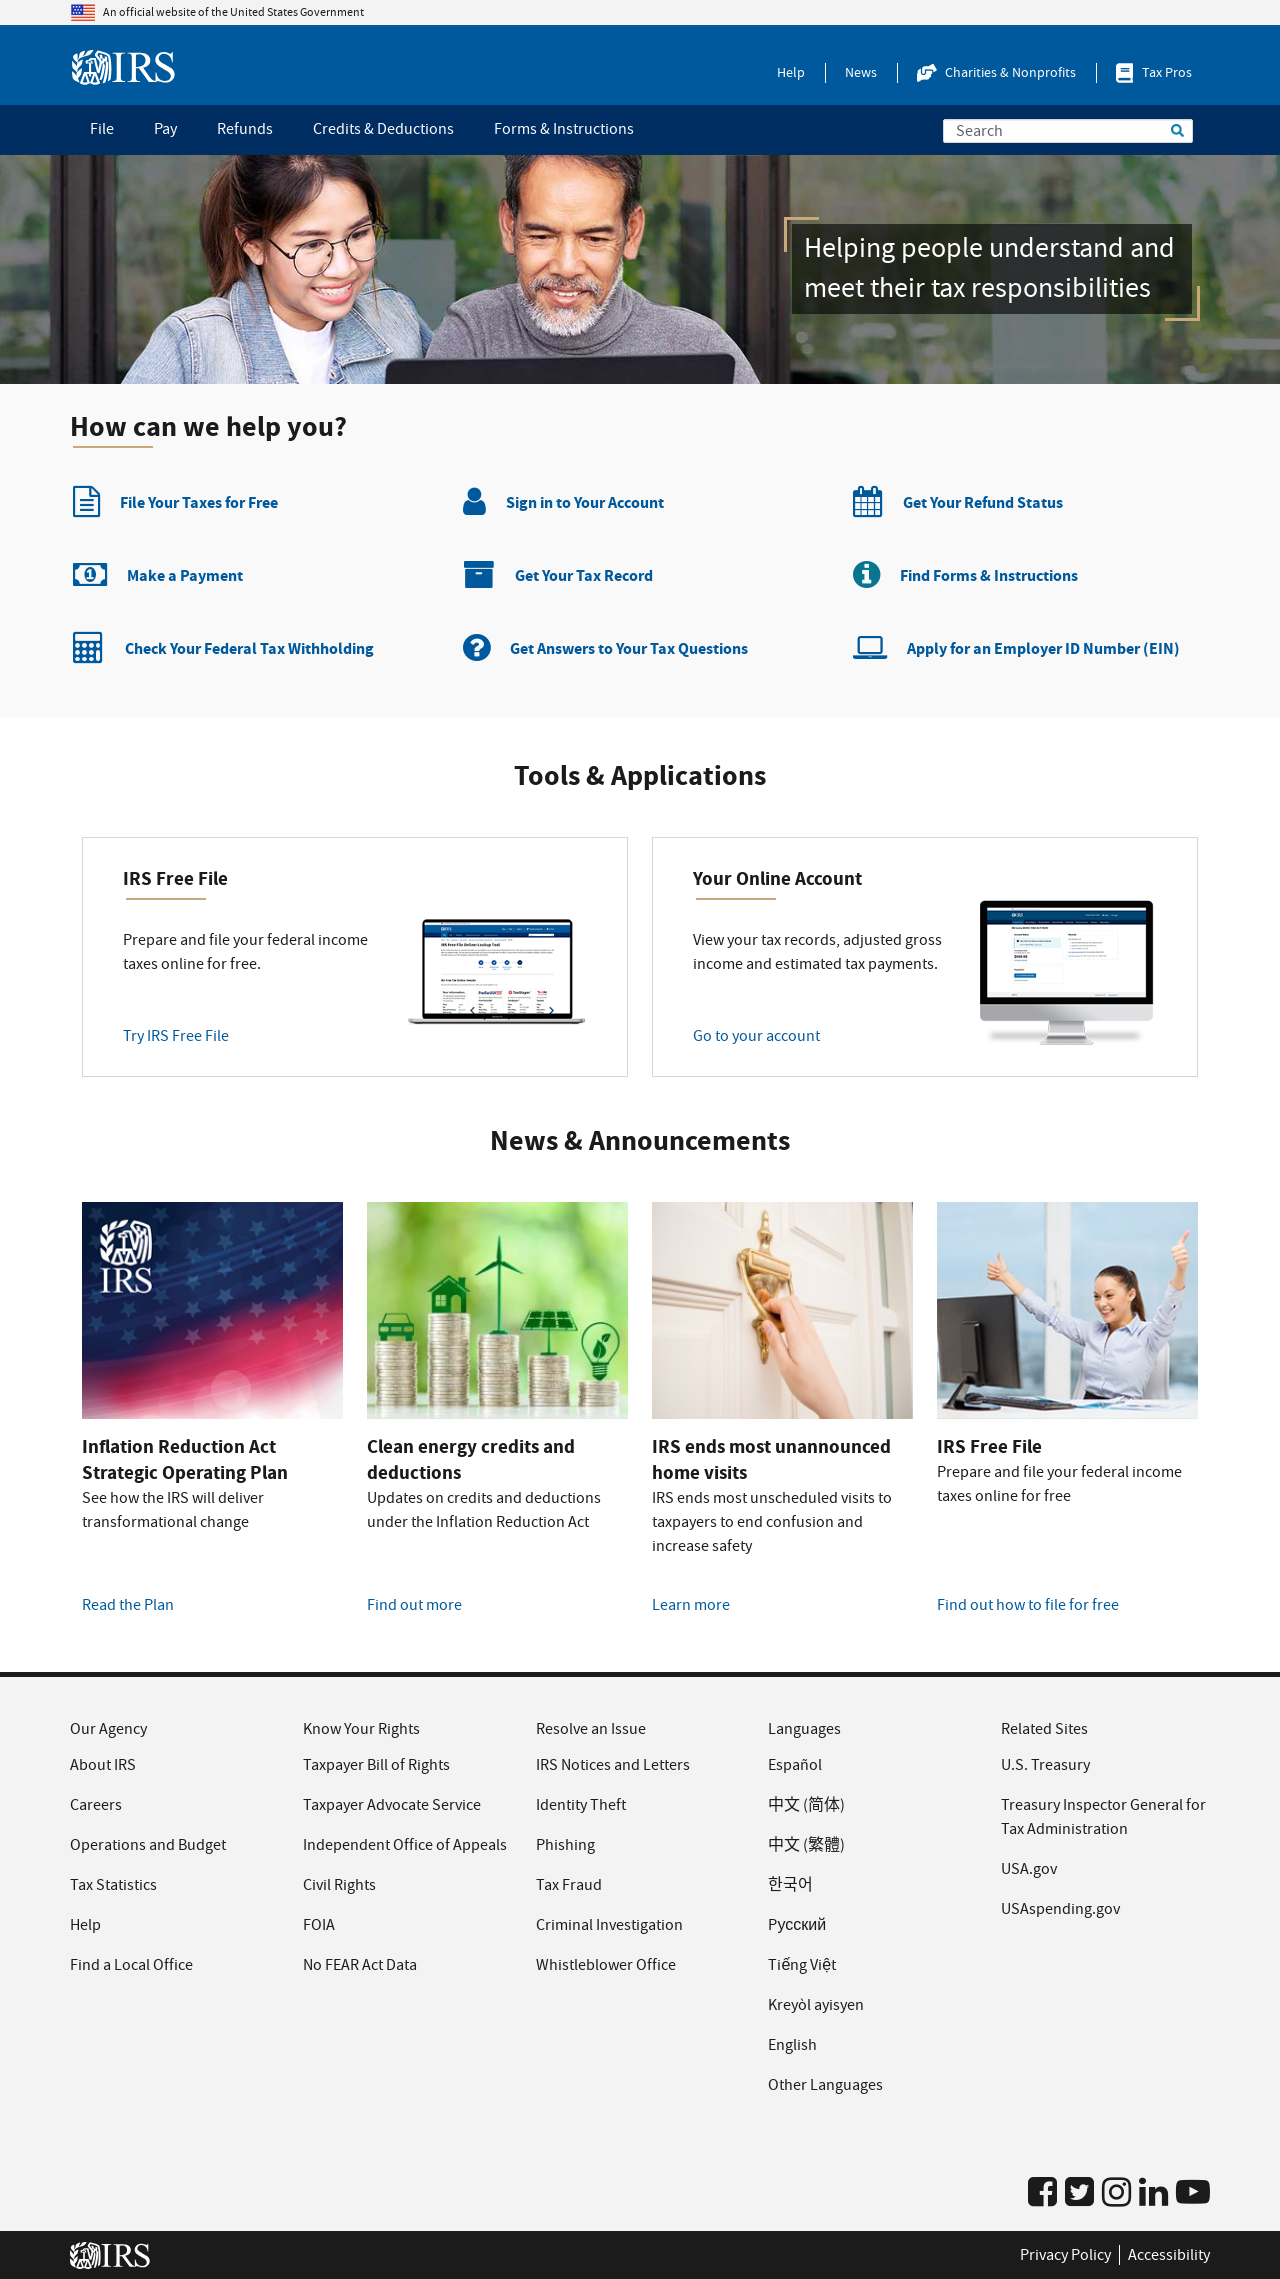 An official website of the United States Government
IRS
Help
News
Charities & Nonprofits
Tax Pros
File
Pay
Refunds
Credits & Deductions
Forms & Instructions
Search
Helping people understand and
meet their tax responsibilities
How can we help you?
File Your Taxes for Free
Sign in to Your Account
Get Your Refund Status
Make a Payment
Get Your Tax Record
Find Forms & Instructions
Check Your Federal Tax Withholding
Get Answers to Your Tax Questions
Apply for an Employer ID Number (EIN)
Tools & Applications
IRS Free File
Prepare and file your federal income
taxes online for free.
Try IRS Free File
Your Online Account
View your tax records, adjusted gross
income and estimated tax payments.
Go to your account
News & Announcements
IRS
Inflation Reduction Act
Strategic Operating Plan
See how the IRS will deliver
transformational change
Read the Plan
Clean energy credits and
deductions
Updates on credits and deductions
under the Inflation Reduction Act
Find out more
IRS ends most unannounced
home visits
IRS ends most unscheduled visits to
taxpayers to end confusion and
increase safety
Learn more
IRS Free File
Prepare and file your federal income
taxes online for free
Find out how to file for free
Our Agency
About IRS
Careers
Operations and Budget
Tax Statistics
Help
Find a Local Office
Know Your Rights
Taxpayer Bill of Rights
Taxpayer Advocate Service
Independent Office of Appeals
Civil Rights
FOIA
No FEAR Act Data
Resolve an Issue
IRS Notices and Letters
Identity Theft
Phishing
Tax Fraud
Criminal Investigation
Whistleblower Office
Languages
Español
中文 (简体)
中文 (繁體)
한국어
Pусский
Tiếng Việt
Kreyòl ayisyen
English
Other Languages
Related Sites
U.S. Treasury
Treasury Inspector General for
Tax Administration
USA.gov
USAspending.gov
IRS
Privacy Policy
Accessibility